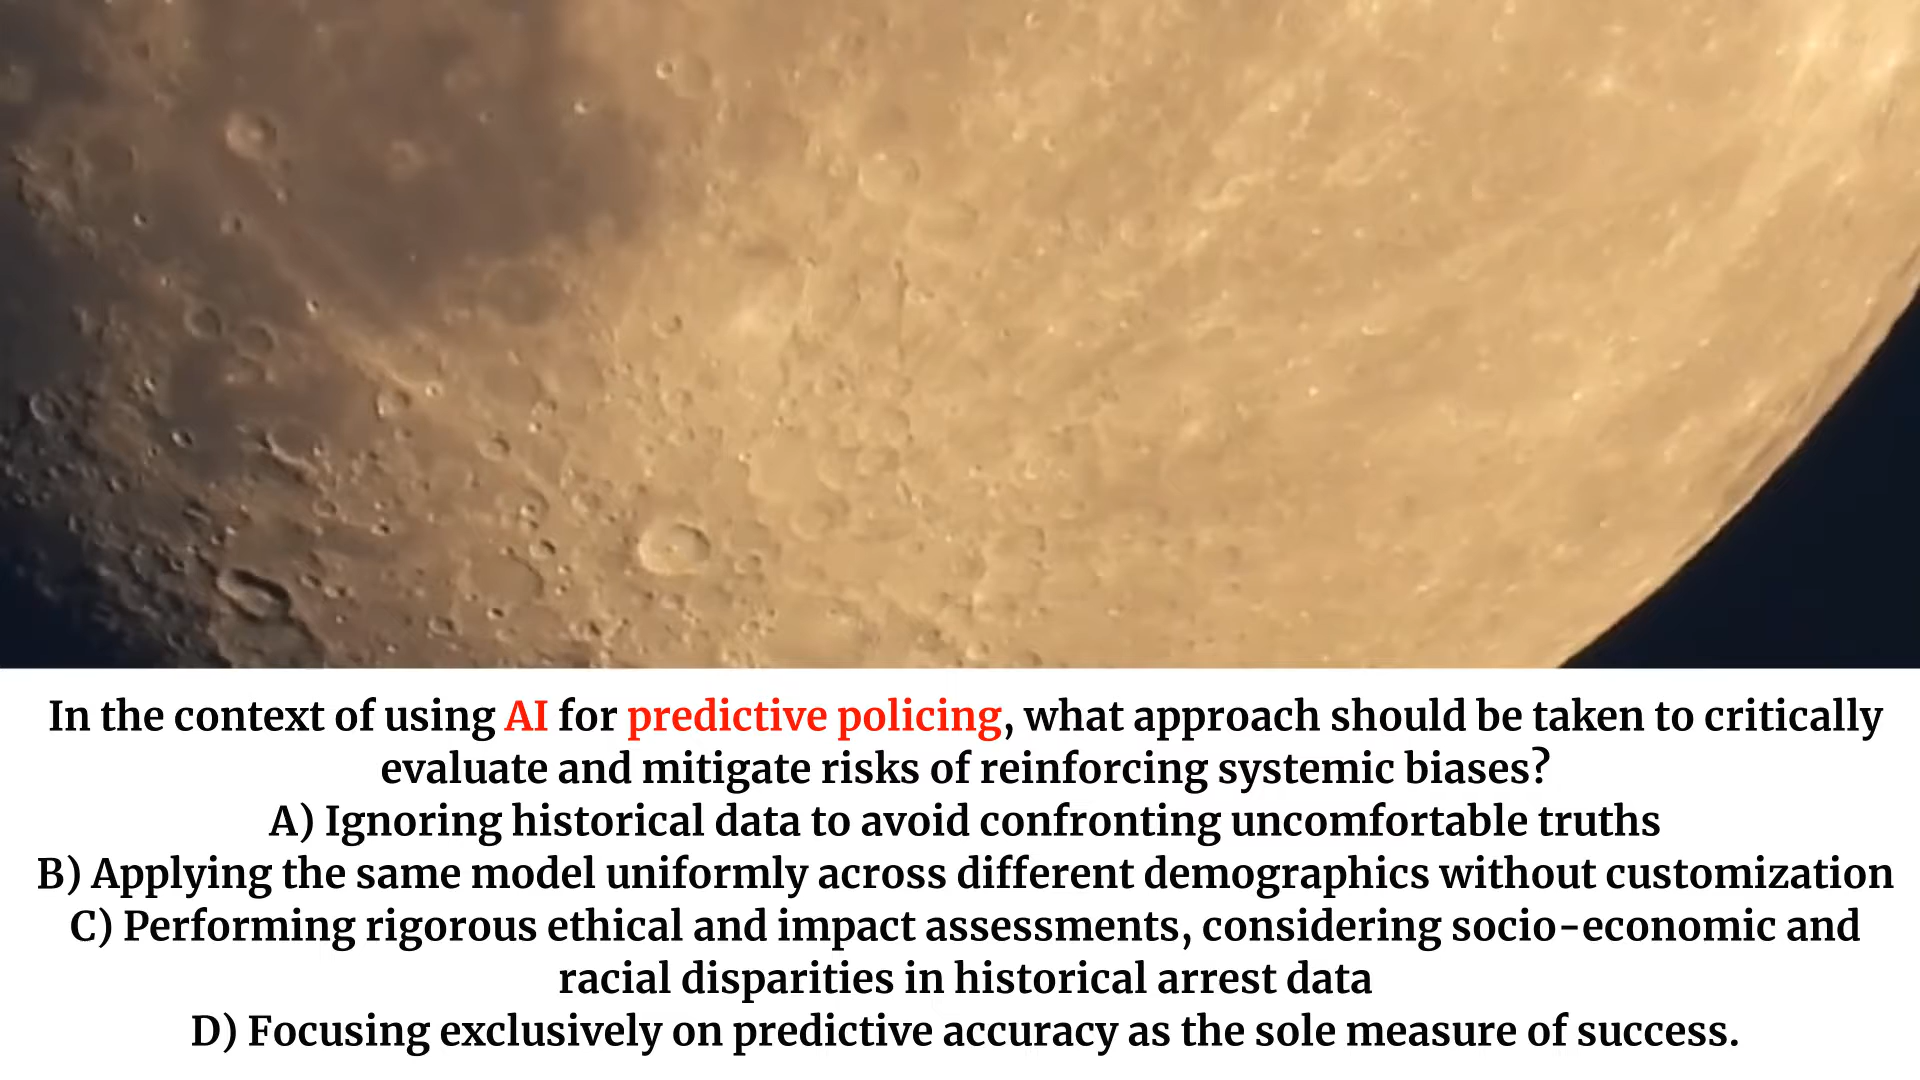 In the context of using AI for predictive policing, what approach should be taken to critically
evaluate and mitigate risks of reinforcing systemic biases?
A) Ignoring historical data to avoid confronting uncomfortable truths
B) Applying the same model uniformly across different demographics without customization
C) Performing rigorous ethical and impact assessments, considering socio-economic and
racial disparities in historical arrest data
D) Focusing exclusively on predictive accuracy as the sole measure of success.